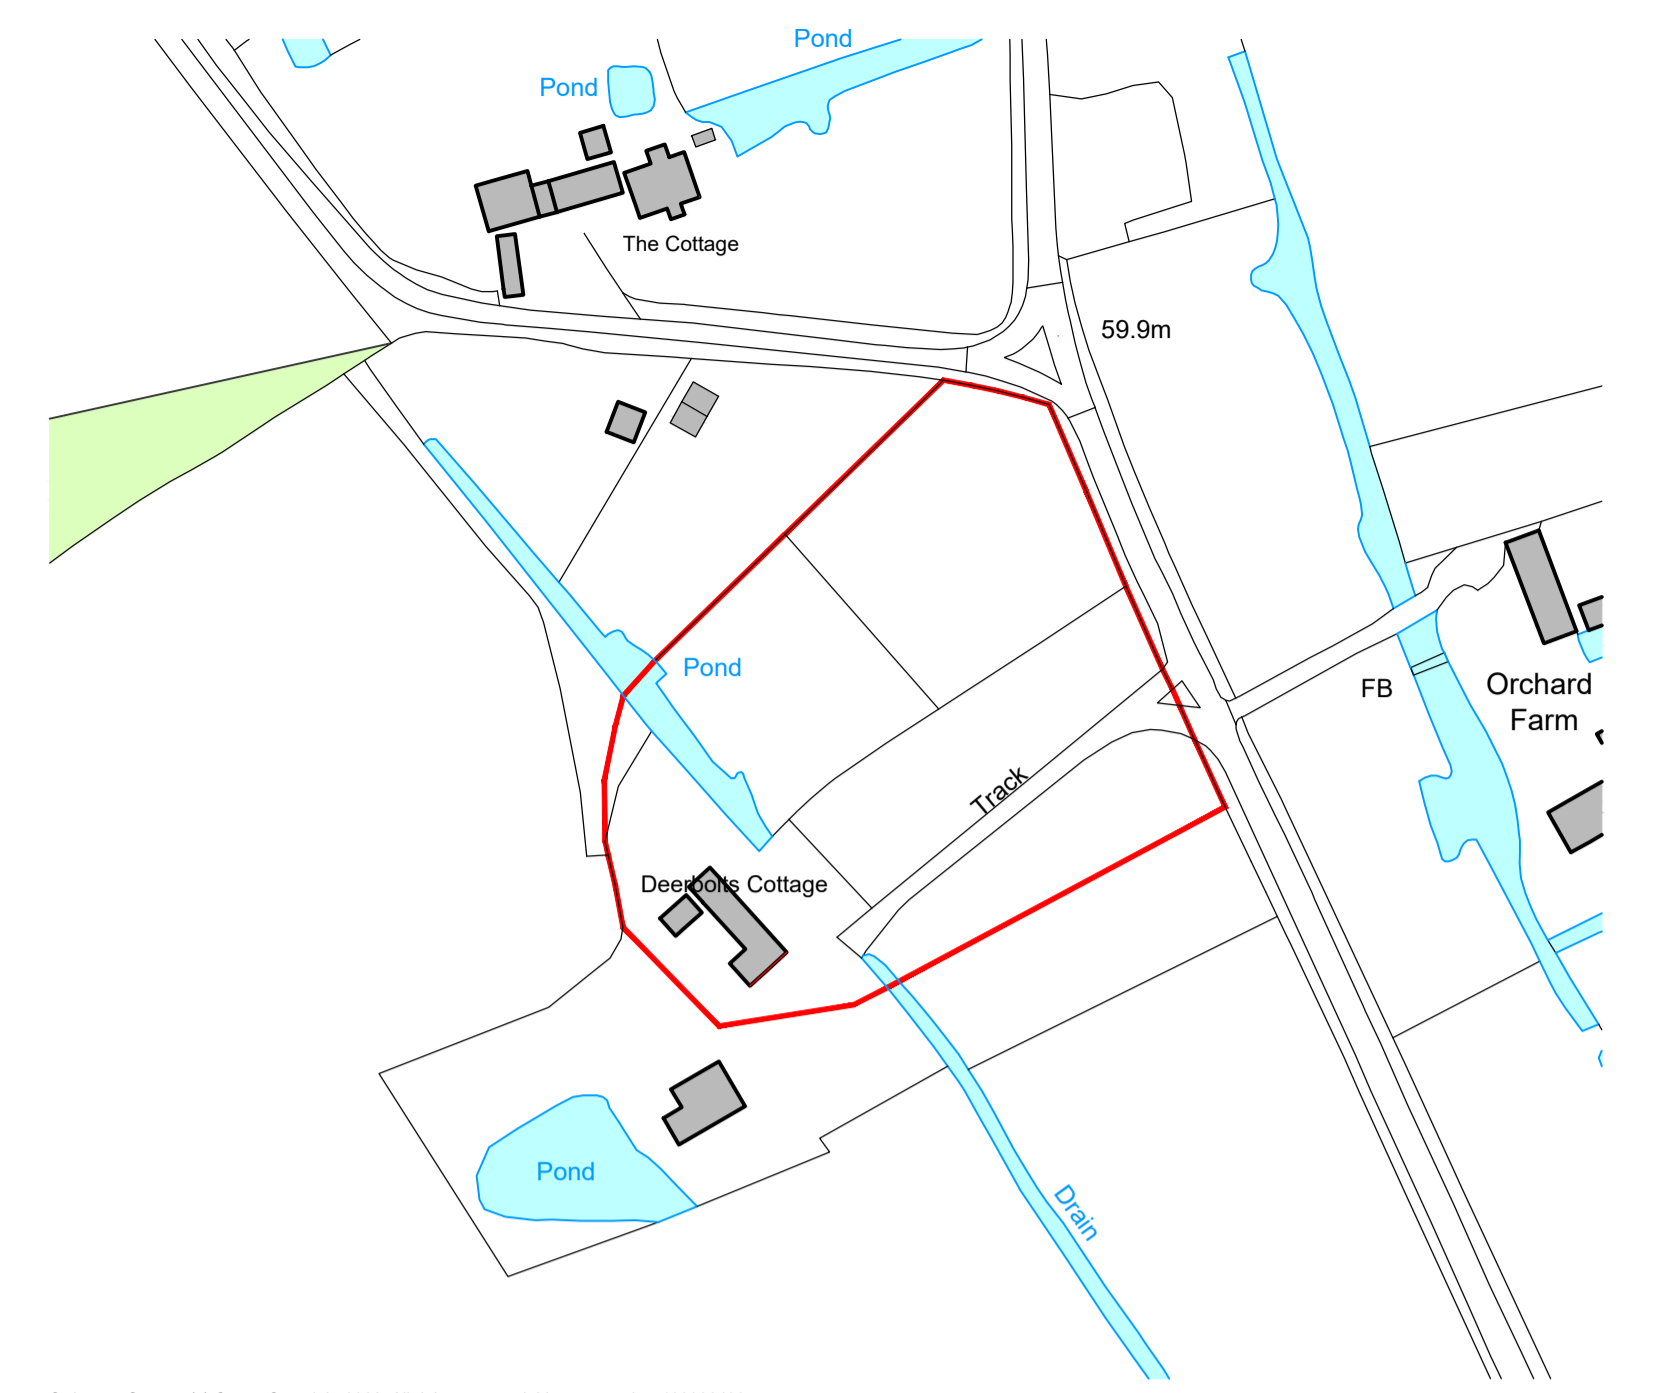 Pond
Pond
The Cottage
59.9m
Pond
FB
Orchard
Farm
Track
Deerbolts Cottage
Pond
Drain